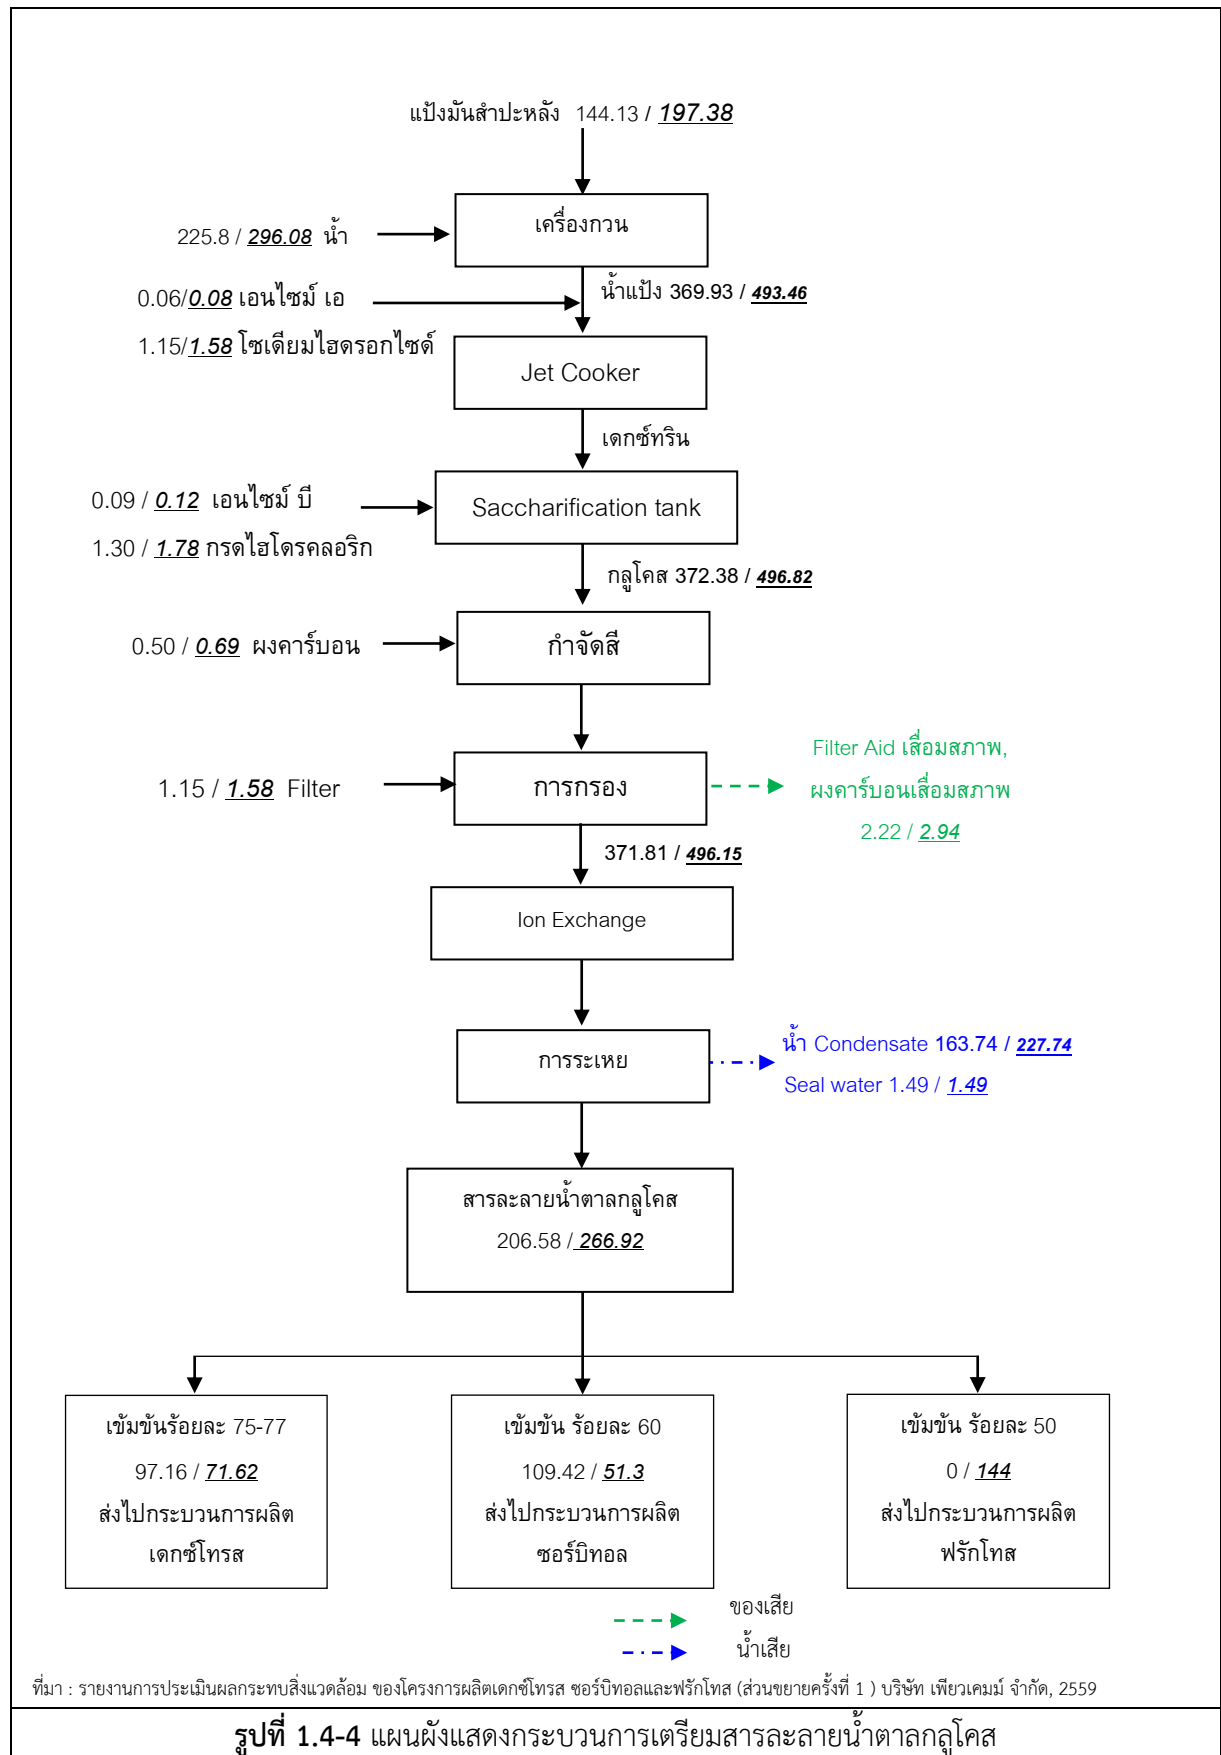 แป้งมันสำปะหลัง 144.13 / 197.38
เครื่องกวน
225.8 / 296.08 น้ำ
น้ำแป้ง 369.93 / 493.46
0.06/0.08 เอนไซม์ เอ
1.15/1.58 โซเดียมไฮดรอกไซด์
Jet Cooker
เดกซ์ทริน
0.09 / 0.12 เอนไซม์ บี
Saccharification tank
1.30 / 1.78 กรดไฮโดรคลอริก
กลูโคส 372.38 / 496.82
0.50 / 0.69 ผงคาร์บอน
กำจัดสี
Filter Aid เสื่อมสภาพ,
ผงคาร์บอนเสื่อมสภาพ
2.22 / 2.94
1.15 / 1.58 Filter
การกรอง
371.81 / 496.15
Ion Exchange
การระเหย
น้ำ Condensate 163.74 / 227.74
Seal water 1.49 / 1.49
สารละลายน้ำตาลกลูโคส
206.58 / 266.92
เข้มข้นร้อยละ 75-77
97.16 / 71.62
ส่งไปกระบวนการผลิต
เดกซ์โทรส
เข้มข้น ร้อยละ 60
109.42 / 51.3
ส่งไปกระบวนการผลิต
ซอร์บิทอล
เข้มข้น ร้อยละ 50
0 / 144
ส่งไปกระบวนการผลิต
ฟรักโทส
ของเสีย
น้ำเสีย
ที่มา : รายงานการประเมินผลกระทบสิ่งแวดล้อม ของโครงการผลิตเดกซ์โทรส ซอร์บิทอลและฟรักโทส (ส่วนขยายครั้งที่ 1 ) บริษัท เพียวเคมม์ จำกัด, 2559
รูปที่ 1.4-4 แผนผังแสดงกระบวนการเตรียมสารละลายน้ำตาลกลูโคส